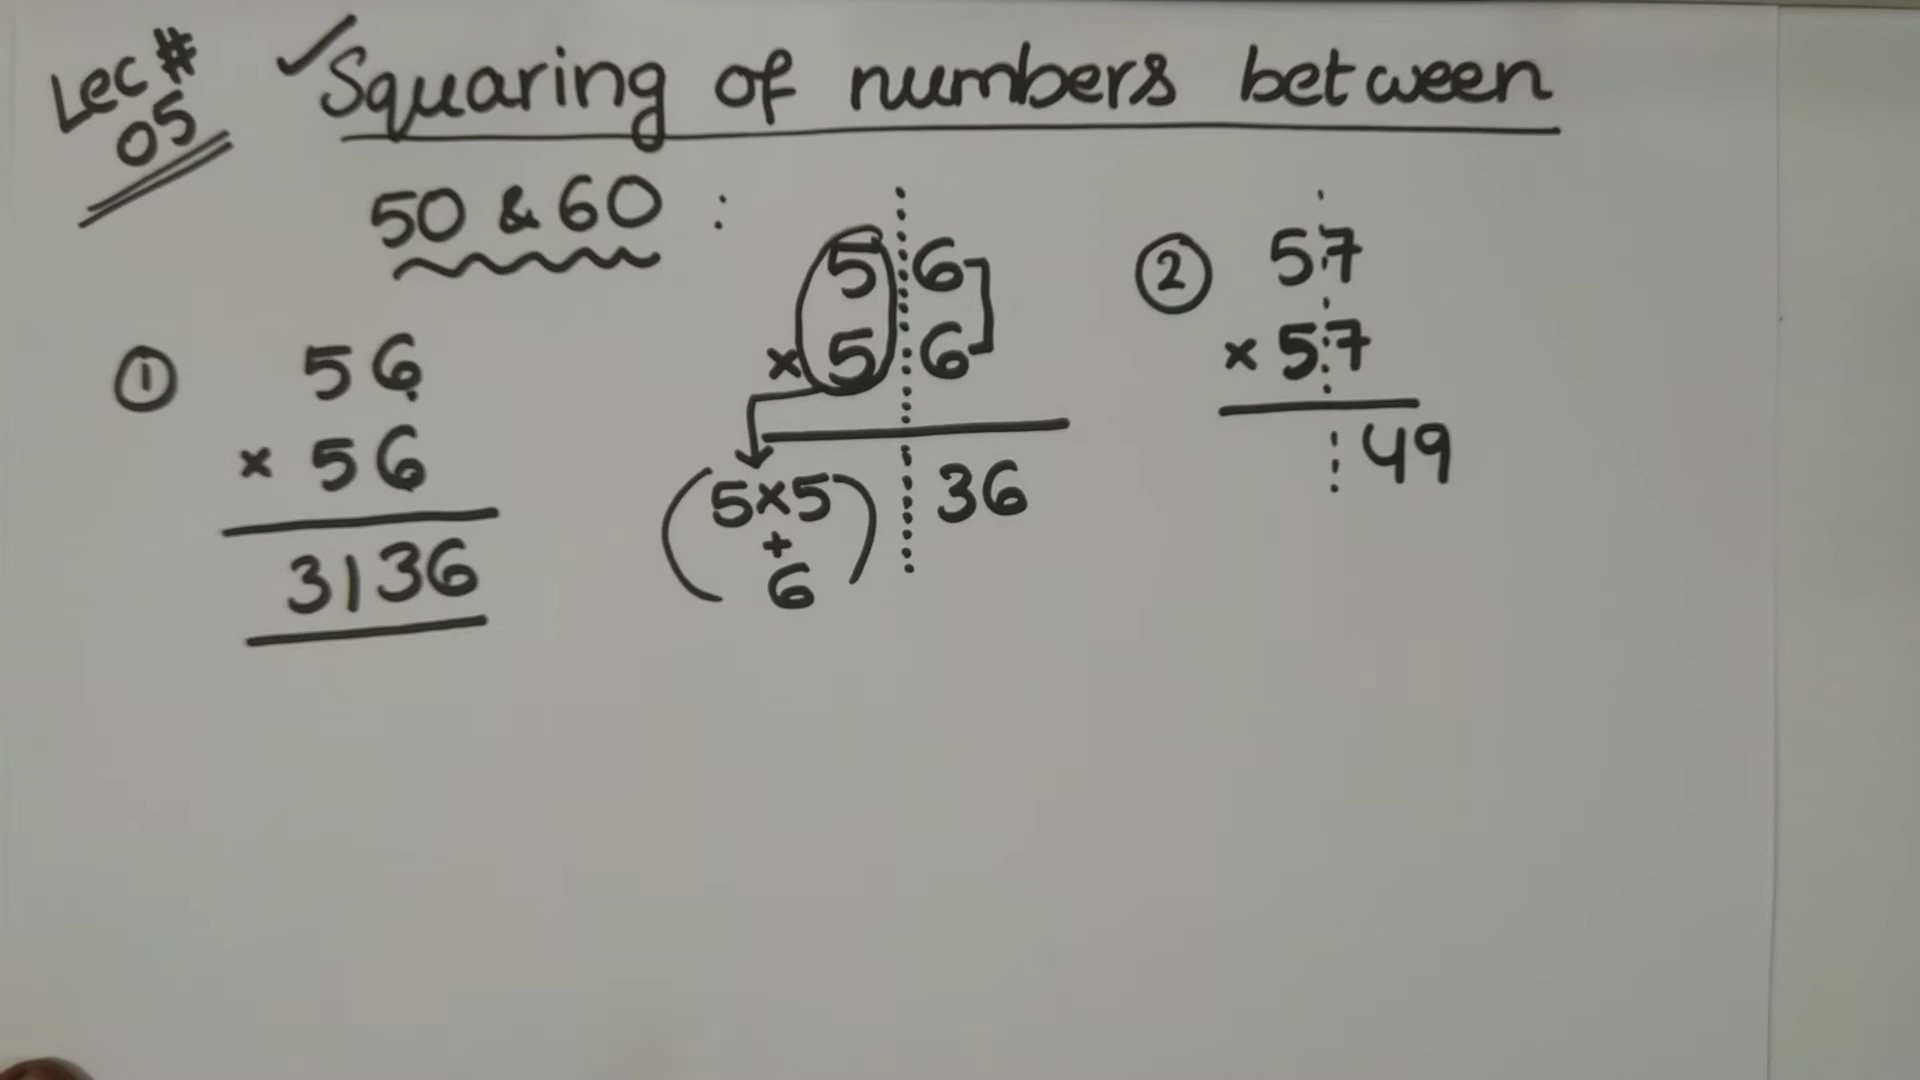 Lec #
05
Squaring of numbers between
50 & 60 :
① 56
× 56
3136
5 6
× 5 6
(5×5 36
+
6)
② 57
× 57
49